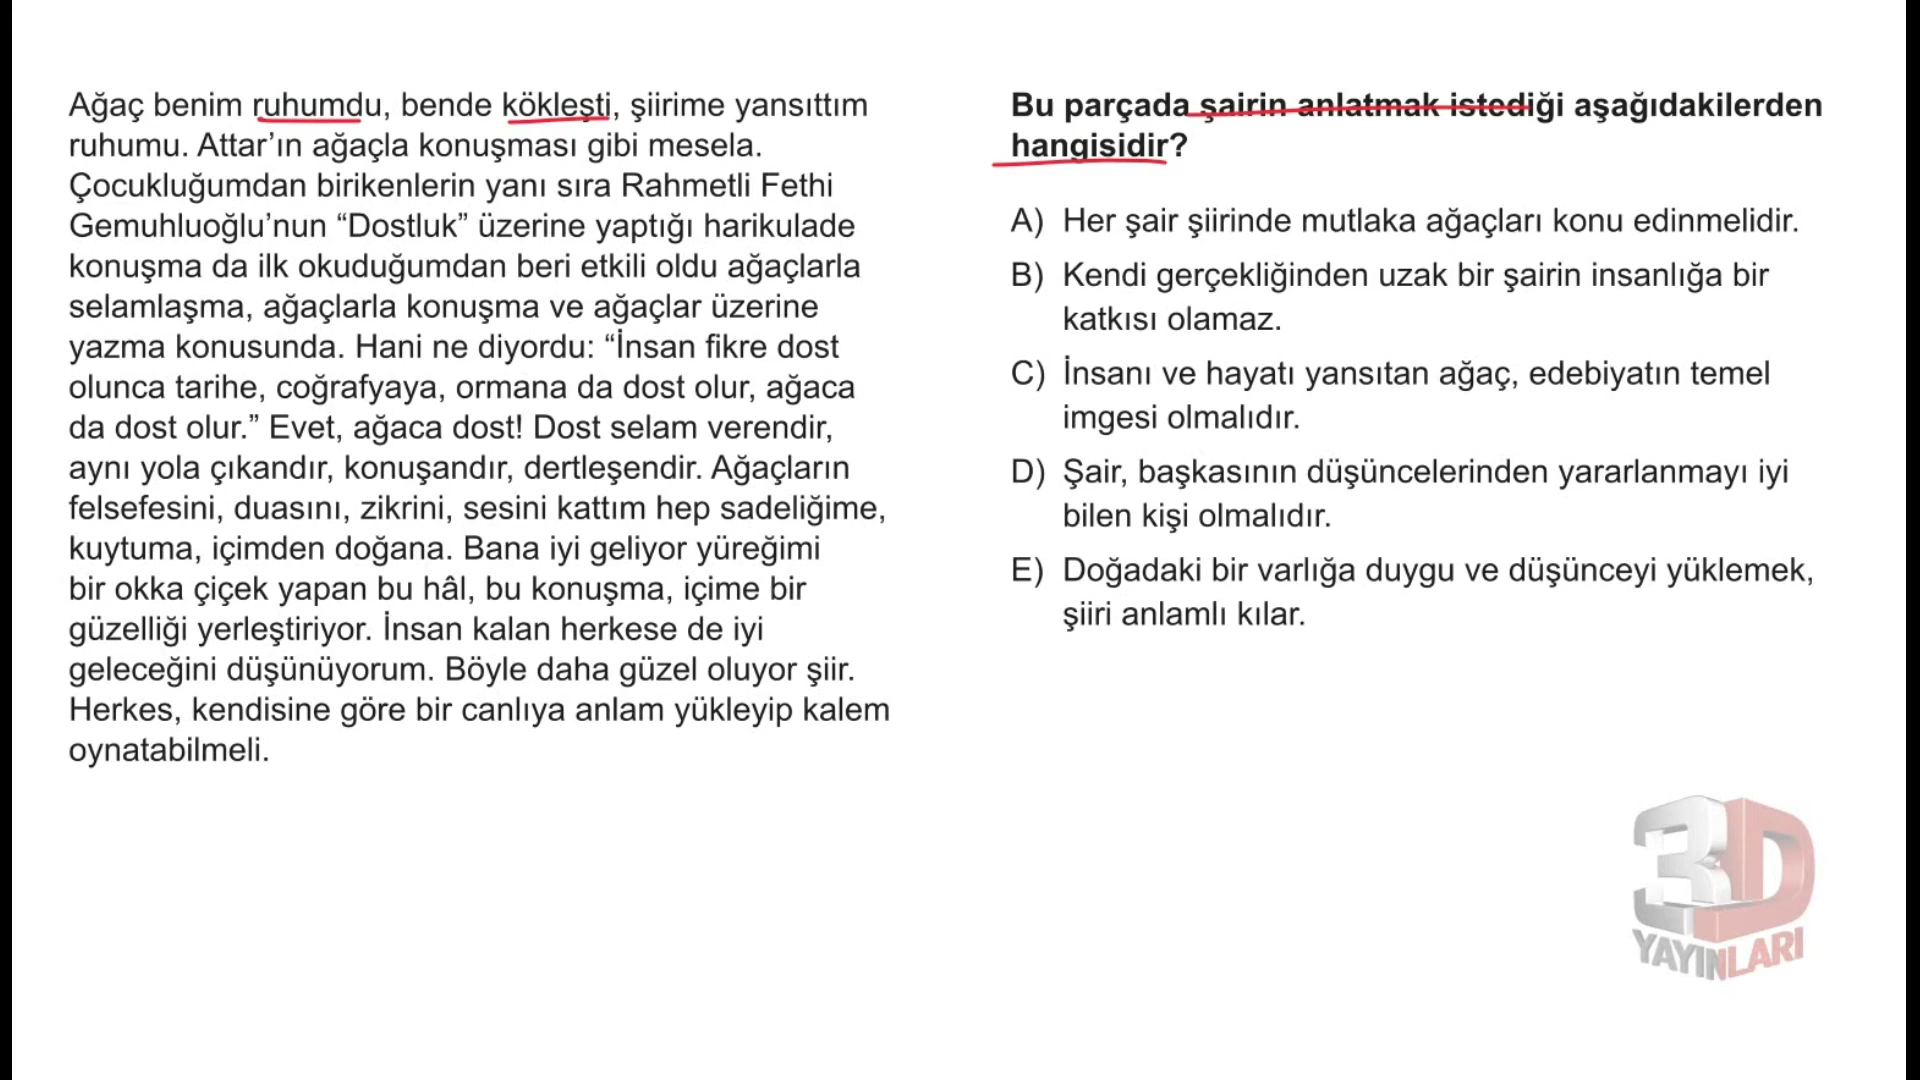 Ağaç benim ruhumdu, bende kökleşti, şiirime yansıttım
ruhumu. Attar’ın ağaçla konuşması gibi mesela.
Çocukluğumdan birikenlerin yanı sıra Rahmetli Fethi
Gemuhluoğlu’nun “Dostluk” üzerine yaptığı harikulade
konuşma da ilk okuduğumdan beri etkili oldu ağaçlarla
selamlaşma, ağaçlarla konuşma ve ağaçlar üzerine
yazma konusunda. Hani ne diyordu: “İnsan fikre dost
olunca tarihe, coğrafyaya, ormana da dost olur, ağaca
da dost olur.” Evet, ağaca dost! Dost selam verendir,
aynı yola çıkandır, konuşandır, dertleşendir. Ağaçların
felsefesini, duasını, zikrini, sesini kattım hep sadeliğime,
kuytuma, içimden doğana. Bana iyi geliyor yüreğimi
bir okka çiçek yapan bu hâl, bu konuşma, içime bir
güzelliği yerleştiriyor. İnsan kalan herkese de iyi
geleceğini düşünüyorum. Böyle daha güzel oluyor şiir.
Herkes, kendisine göre bir canlıya anlam yükleyip kalem
oynatabilmeli.
Bu parçada şairin anlatmak istediği aşağıdakilerden
hangisidir?
A) Her şair şiirinde mutlaka ağaçları konu edinmelidir.
B) Kendi gerçekliğinden uzak bir şairin insanlığa bir
katkısı olamaz.
C) İnsanı ve hayatı yansıtan ağaç, edebiyatın temel
imgesi olmalıdır.
D) Şair, başkasının düşüncelerinden yararlanmayı iyi
bilen kişi olmalıdır.
E) Doğadaki bir varlığa duygu ve düşünceyi yüklemek,
şiiri anlamlı kılar.
3D
YAYINLARI